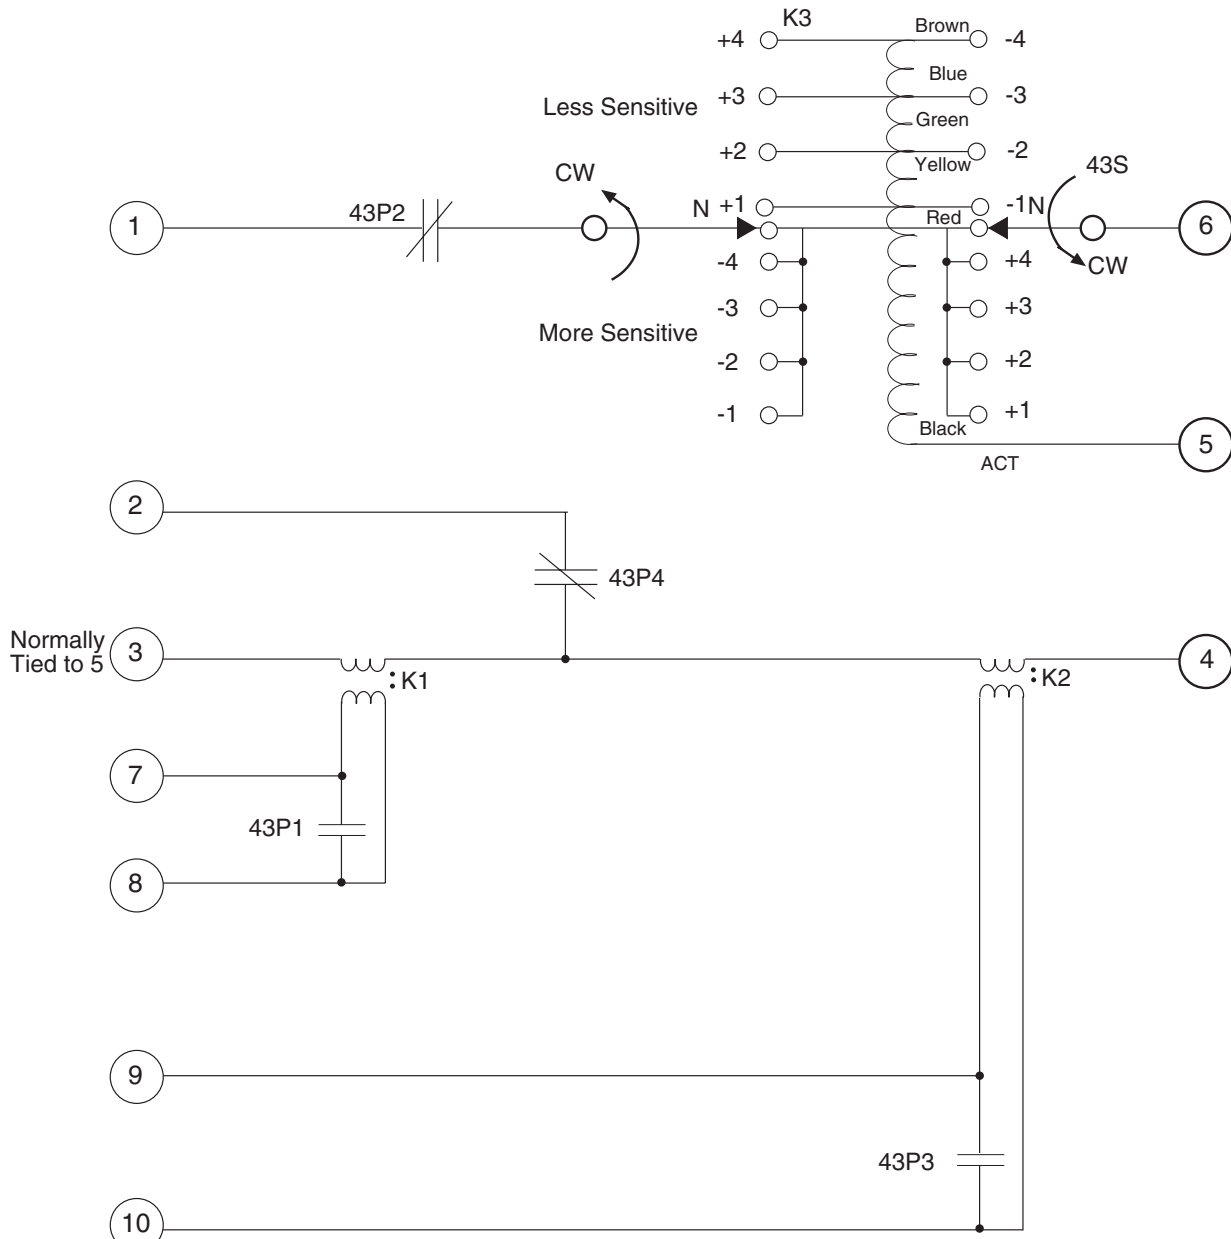 K3
+4
Brown
-4
Blue
Less Sensitive
+3
-3
Green
+2
-2
Yellow
CW
43S
1
43P2
N
+1
-1
N
Red
6
-4
+4
CW
-3
+3
More Sensitive
-2
+2
-1
+1
Black
5
ACT
2
43P4
Normally
Tied to 5
3
K1
K2
4
7
43P1
8
9
43P3
10